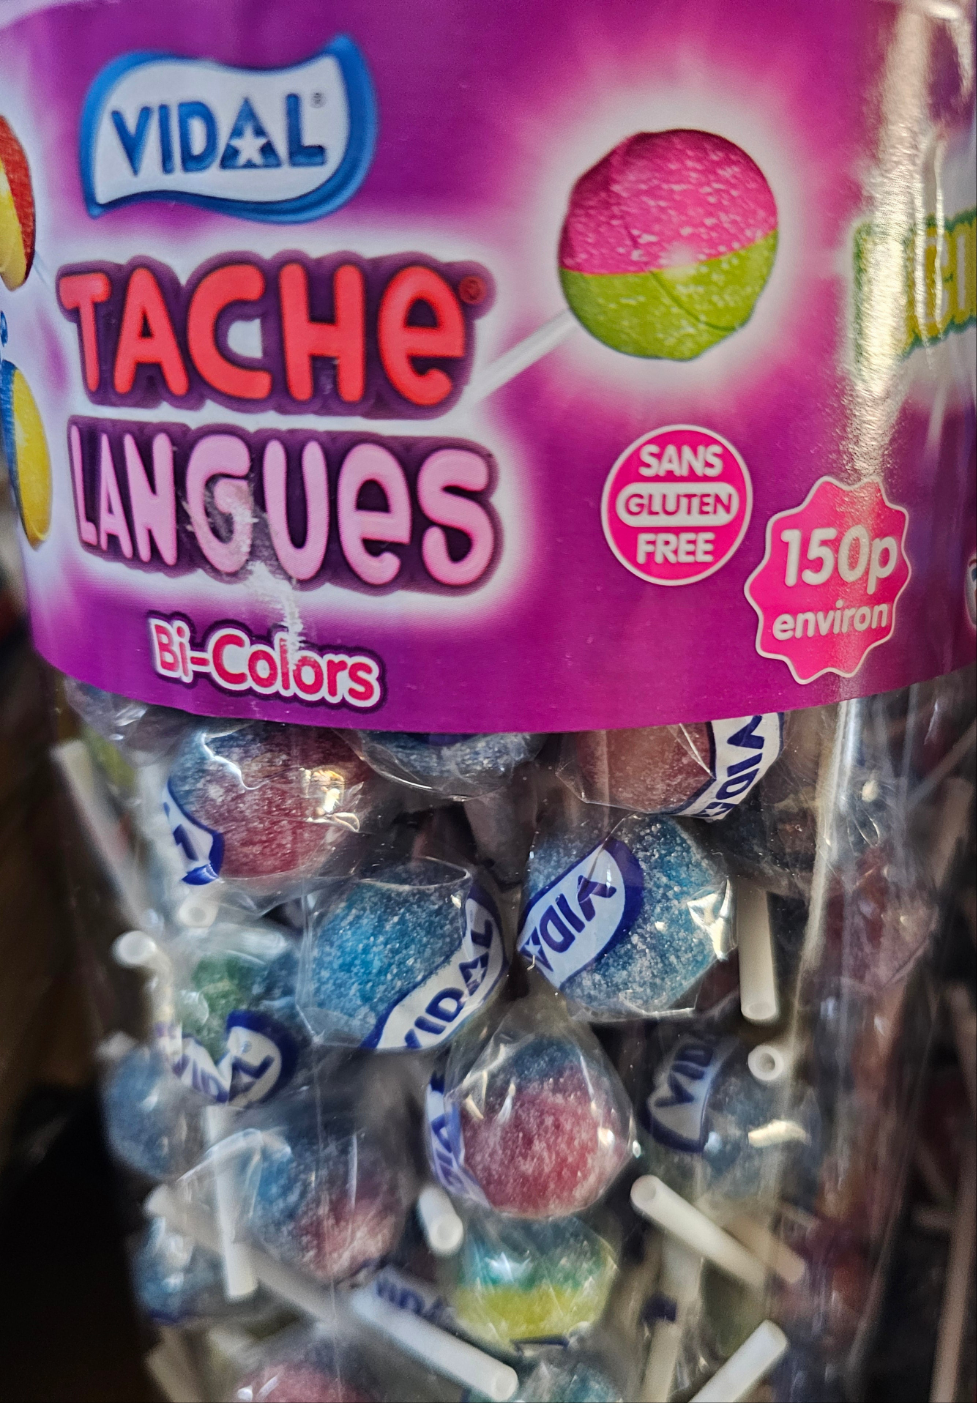 VIDAL®
TACHE®
LANGUES
Bi-Colors
SANS
GLUTEN
FREE
150p
environ
VIDAL
VIDAL
VIDAL
VIDAL
VIDAL